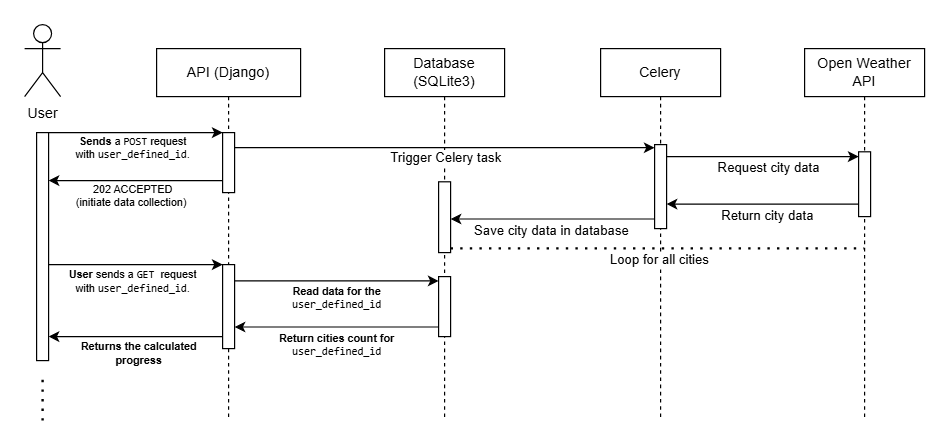 User
API (Django)
Database
(SQLite3)
Celery
Open Weather
API
Sends a POST request
with user_defined_id.
Trigger Celery task
Request city data
202 ACCEPTED
(initiate data collection)
Return city data
Save city data in database
Loop for all cities
User sends a GET request
with user_defined_id.
Read data for the
user_defined_id
Return cities count for
user_defined_id
Returns the calculated
progress